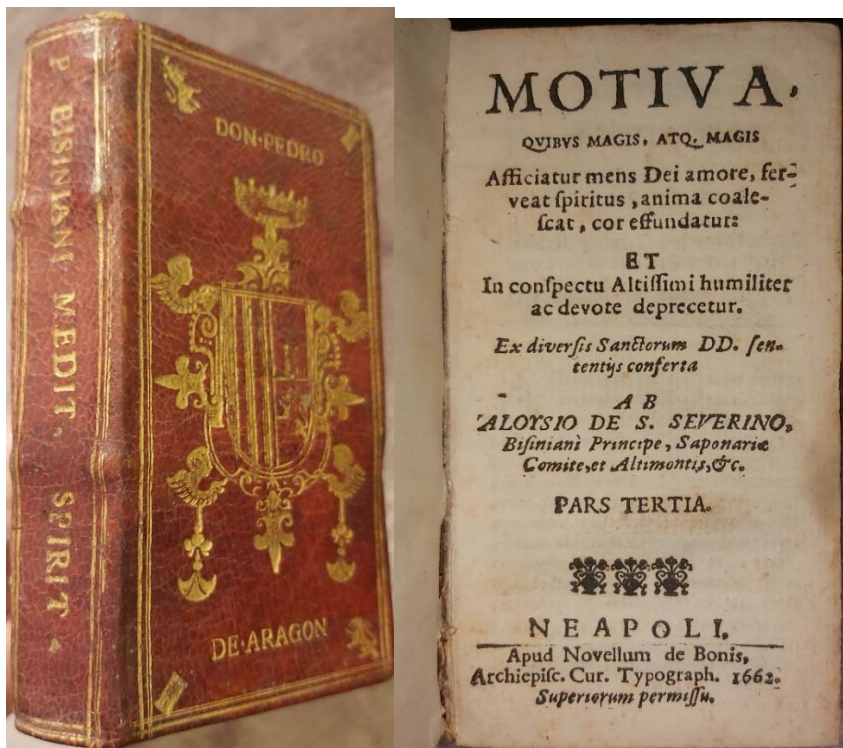 P BISINIANI MEDIT. SPIRIT
DON·PEDRO
DE·ARAGON
MOTIVA,
QVIBVS MAGIS, ATQ. MAGIS
Afficiatur mens Dei amore, fer-
veat ſpiritus, anima coale-
ſcat, cor effundatur:
ET
In conſpectu Altiſſimi humiliter
ac devote deprecetur.
Ex diverſis Sanctorum DD. ſen-
tentijs conferta
AB
ALOYSIO DE S. SEVERINO,
Biſinianì Principe, Saponariæ
Comite, et Altimontis, &c.
PARS TERTIA.
NEAPOLI,
Apud Novellum de Bonis,
Archiepiſc. Cur. Typograph. 1662.
Superiorum permiſſu.